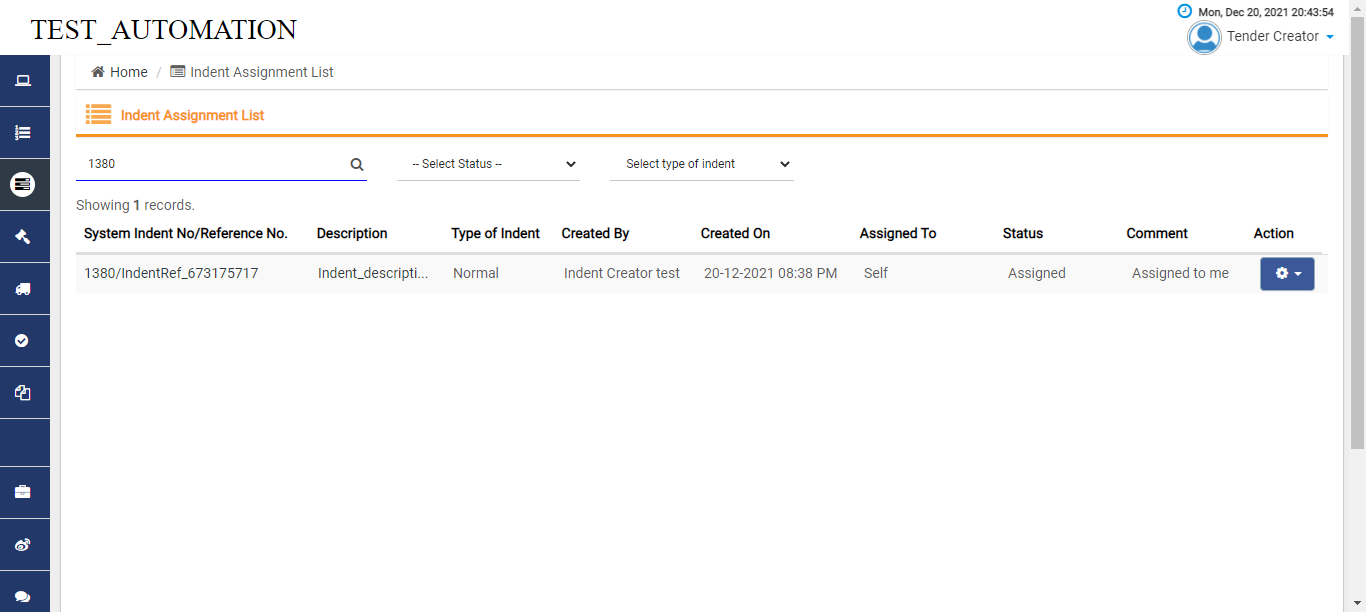 TEST_AUTOMATION
Mon, Dec 20, 2021 20:43:54
Tender Creator
Home / Indent Assignment List
Indent Assignment List
1380 -- Select Status -- Select type of indent
Showing 1 records.
System Indent No/Reference No. Description Type of Indent Created By Created On Assigned To Status Comment Action
1380/IndentRef_673175717 Indent_descripti... Normal Indent Creator test 20-12-2021 08:38 PM Self Assigned Assigned to me